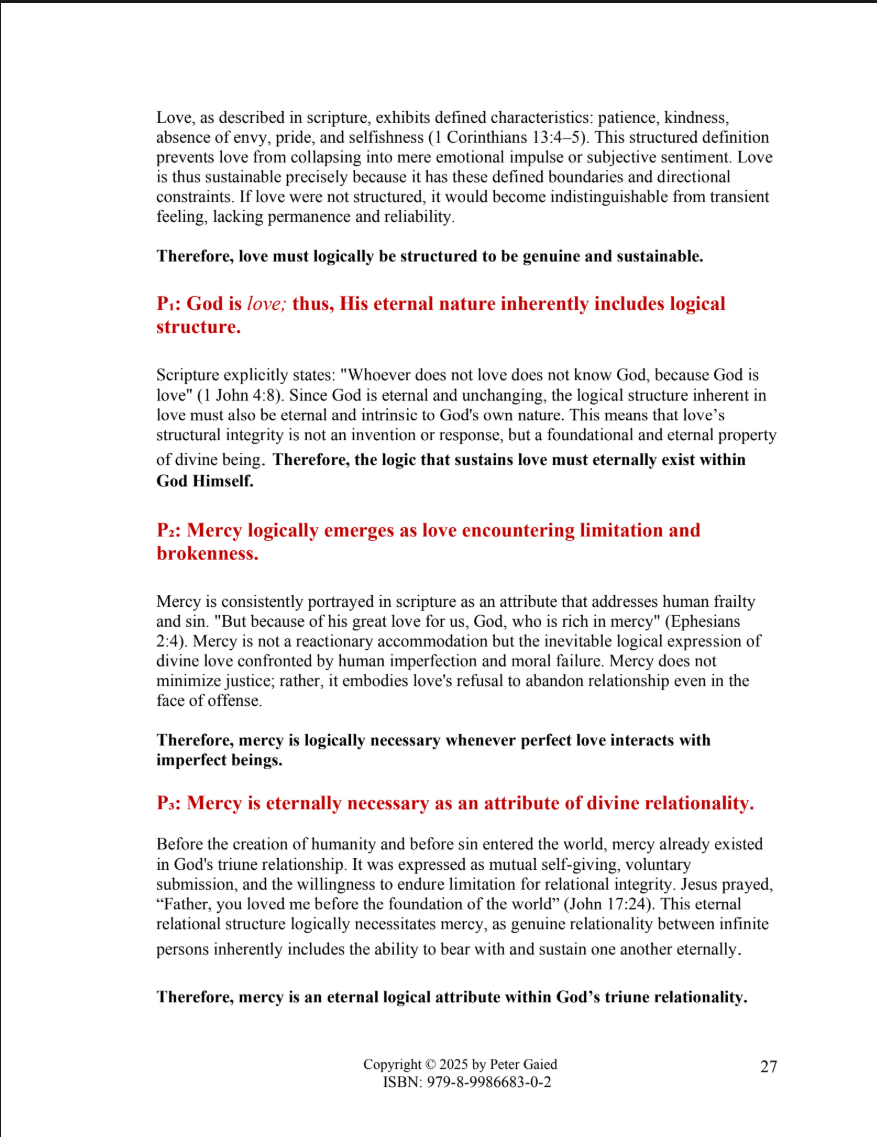 Love, as described in scripture, exhibits defined characteristics: patience, kindness,
absence of envy, pride, and selfishness (1 Corinthians 13:4–5). This structured definition
prevents love from collapsing into mere emotional impulse or subjective sentiment. Love
is thus sustainable precisely because it has these defined boundaries and directional
constraints. If love were not structured, it would become indistinguishable from transient
feeling, lacking permanence and reliability.
Therefore, love must logically be structured to be genuine and sustainable.
P₁: God is love; thus, His eternal nature inherently includes logical
structure.
Scripture explicitly states: "Whoever does not love does not know God, because God is
love" (1 John 4:8). Since God is eternal and unchanging, the logical structure inherent in
love must also be eternal and intrinsic to God's own nature. This means that love’s
structural integrity is not an invention or response, but a foundational and eternal property
of divine being. Therefore, the logic that sustains love must eternally exist within
God Himself.
P₂: Mercy logically emerges as love encountering limitation and
brokenness.
Mercy is consistently portrayed in scripture as an attribute that addresses human frailty
and sin. "But because of his great love for us, God, who is rich in mercy" (Ephesians
2:4). Mercy is not a reactionary accommodation but the inevitable logical expression of
divine love confronted by human imperfection and moral failure. Mercy does not
minimize justice; rather, it embodies love's refusal to abandon relationship even in the
face of offense.
Therefore, mercy is logically necessary whenever perfect love interacts with
imperfect beings.
P₃: Mercy is eternally necessary as an attribute of divine relationality.
Before the creation of humanity and before sin entered the world, mercy already existed
in God's triune relationship. It was expressed as mutual self-giving, voluntary
submission, and the willingness to endure limitation for relational integrity. Jesus prayed,
“Father, you loved me before the foundation of the world” (John 17:24). This eternal
relational structure logically necessitates mercy, as genuine relationality between infinite
persons inherently includes the ability to bear with and sustain one another eternally.
Therefore, mercy is an eternal logical attribute within God’s triune relationality.
Copyright © 2025 by Peter Gaied
27
ISBN: 979-8-9986683-0-2